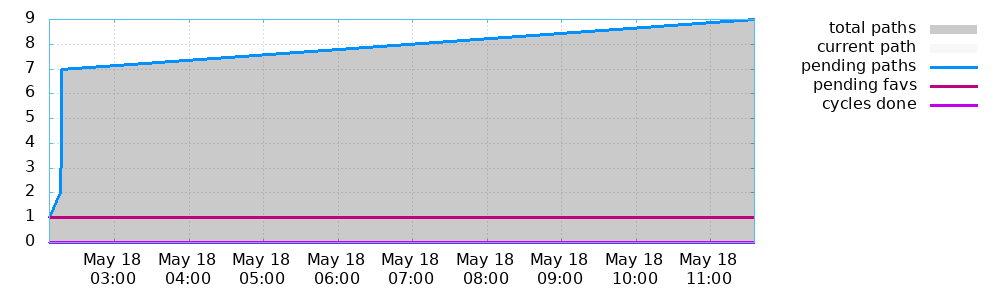 9
8
7
6
5
4
3
2
1
0
May 18 May 18 May 18 May 18 May 18 May 18 May 18 May 18 May 18
03:00 04:00 05:00 06:00 07:00 08:00 09:00 10:00 11:00
total paths
current path
pending paths
pending favs
cycles done